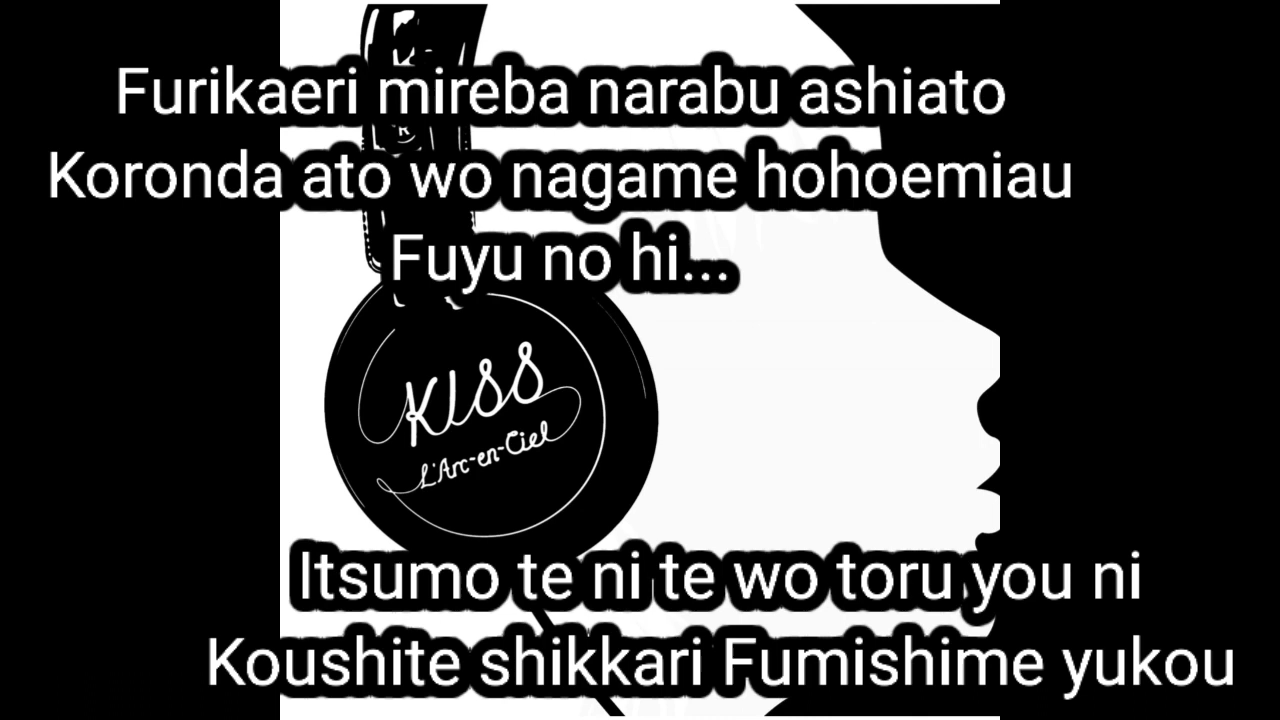 Furikaeri mireba narabu ashiato
Koronda ato wo nagame hohoemiau
Fuyu no hi...
R
KISS
L'Arc-en-Ciel
Itsumo te ni te wo toru you ni
Koushite shikkari Fumishime yukou